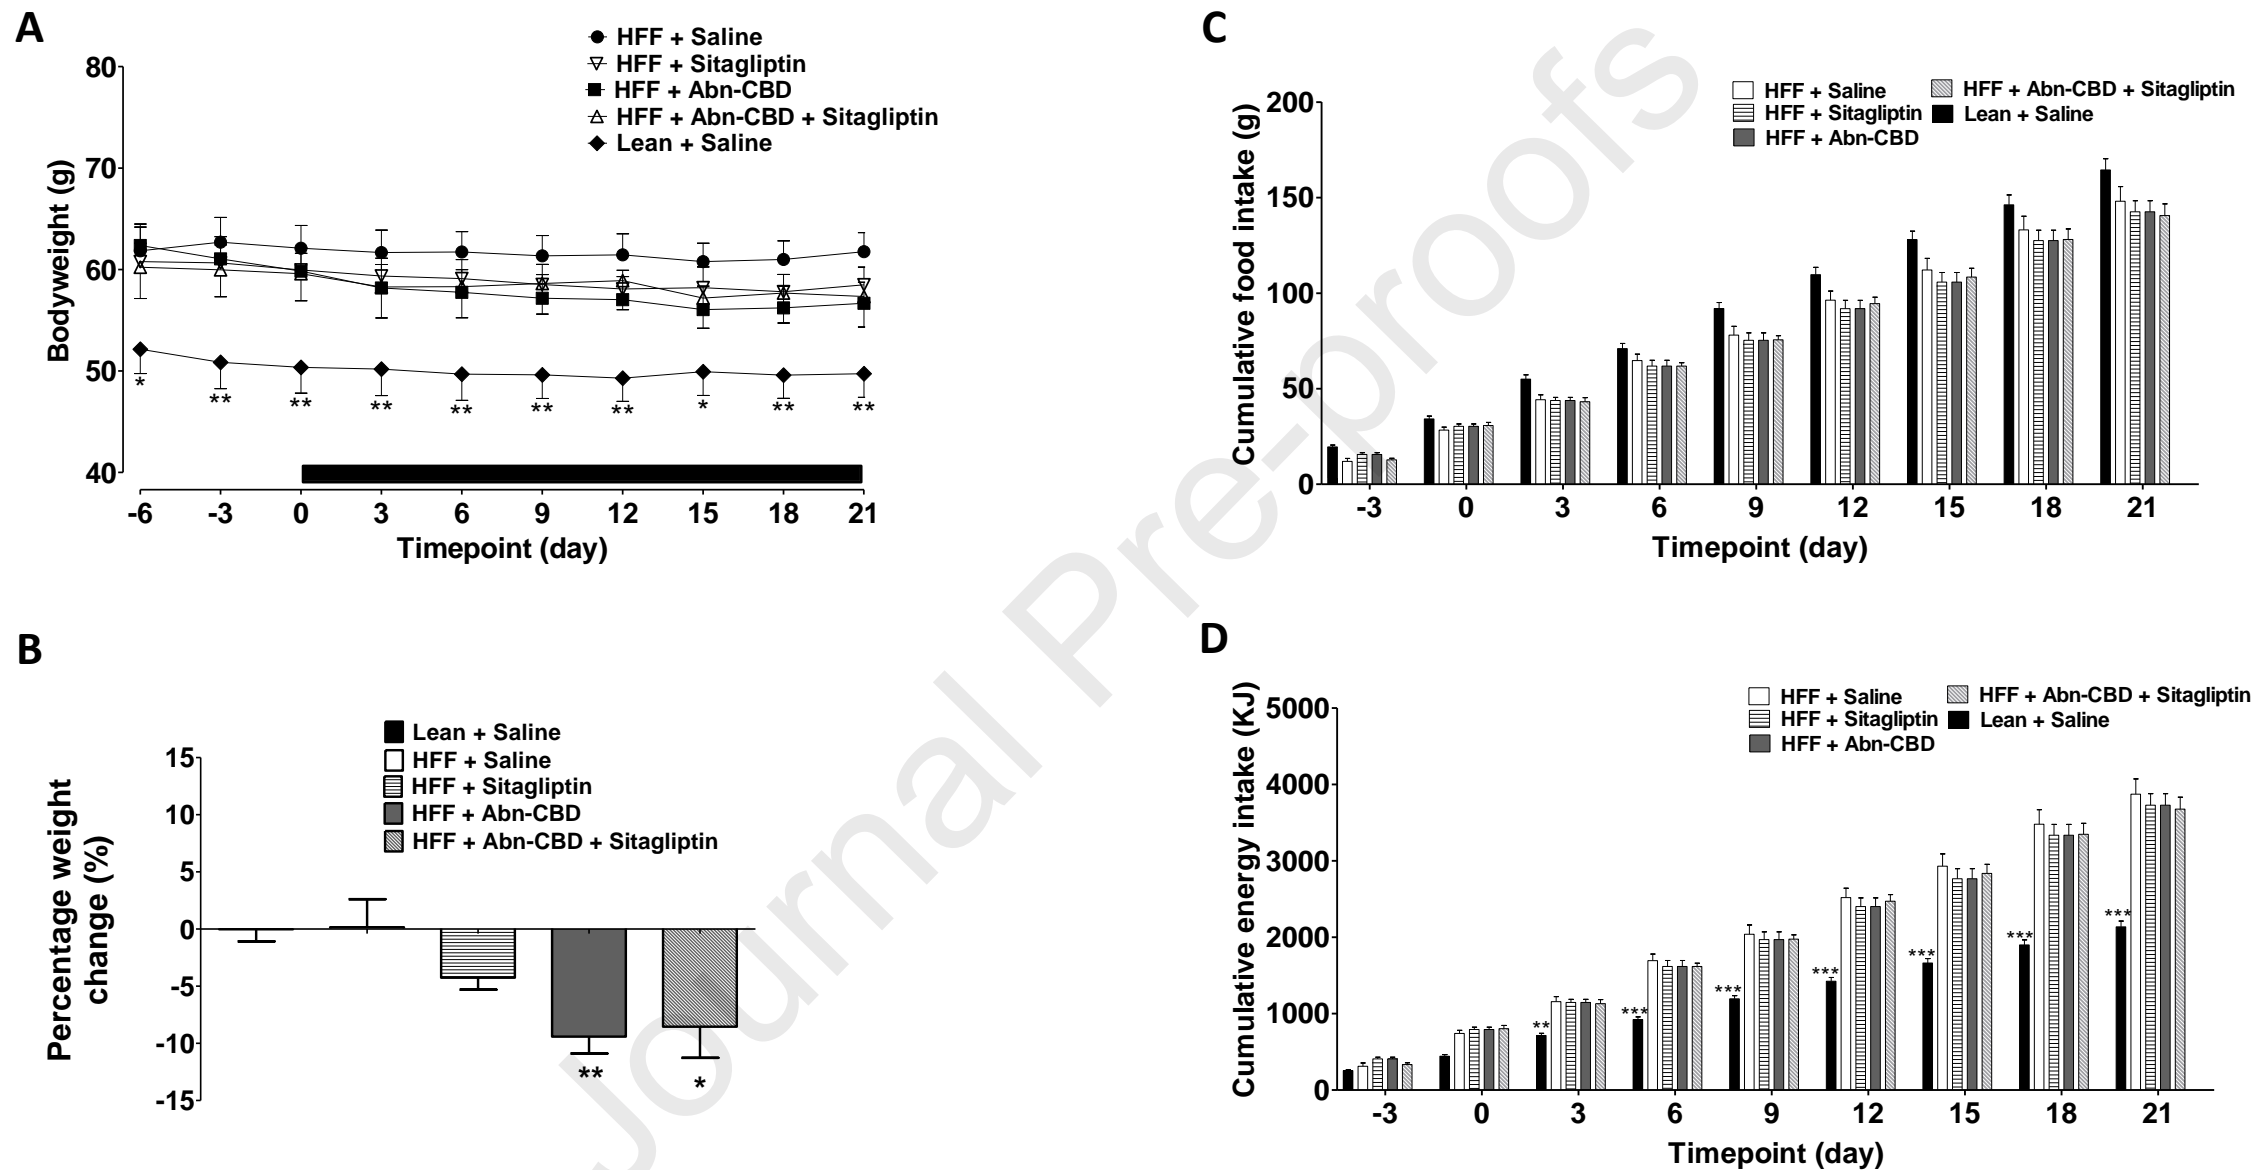 A
HFF + Saline
HFF + Sitagliptin
HFF + Abn-CBD
HFF + Abn-CBD + Sitagliptin
Lean + Saline
80
70
60
50
40
Bodyweight (g)
*
**
**
**
**
**
**
*
**
**
-6 -3 0 3 6 9 12 15 18 21
Timepoint (day)
B
Lean + Saline
HFF + Saline
HFF + Sitagliptin
HFF + Abn-CBD
HFF + Abn-CBD + Sitagliptin
15
10
5
0
-5
-10
-15
Percentage weight
change (%)
**
*
C
HFF + Saline
HFF + Sitagliptin
HFF + Abn-CBD
HFF + Abn-CBD + Sitagliptin
Lean + Saline
200
150
100
50
0
Cumulative food intake (g)
-3 0 3 6 9 12 15 18 21
Timepoint (day)
D
HFF + Saline
HFF + Sitagliptin
HFF + Abn-CBD
HFF + Abn-CBD + Sitagliptin
Lean + Saline
5000
4000
3000
2000
1000
0
Cumulative energy intake (KJ)
**
***
***
***
***
***
***
-3 0 3 6 9 12 15 18 21
Timepoint (day)
Journal Pre-proofs